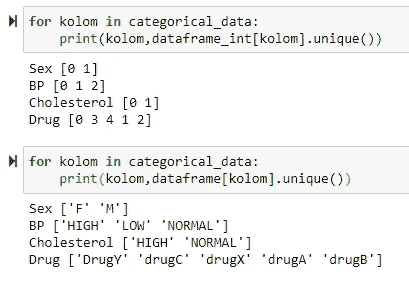 for kolom in categorical_data:
    print(kolom,dataframe_int[kolom].unique())
Sex [0 1]
BP [0 1 2]
Cholesterol [0 1]
Drug [0 3 4 1 2]
for kolom in categorical_data:
    print(kolom,dataframe[kolom].unique())
Sex ['F' 'M']
BP ['HIGH' 'LOW' 'NORMAL']
Cholesterol ['HIGH' 'NORMAL']
Drug ['DrugY' 'drugC' 'drugX' 'drugA' 'drugB']